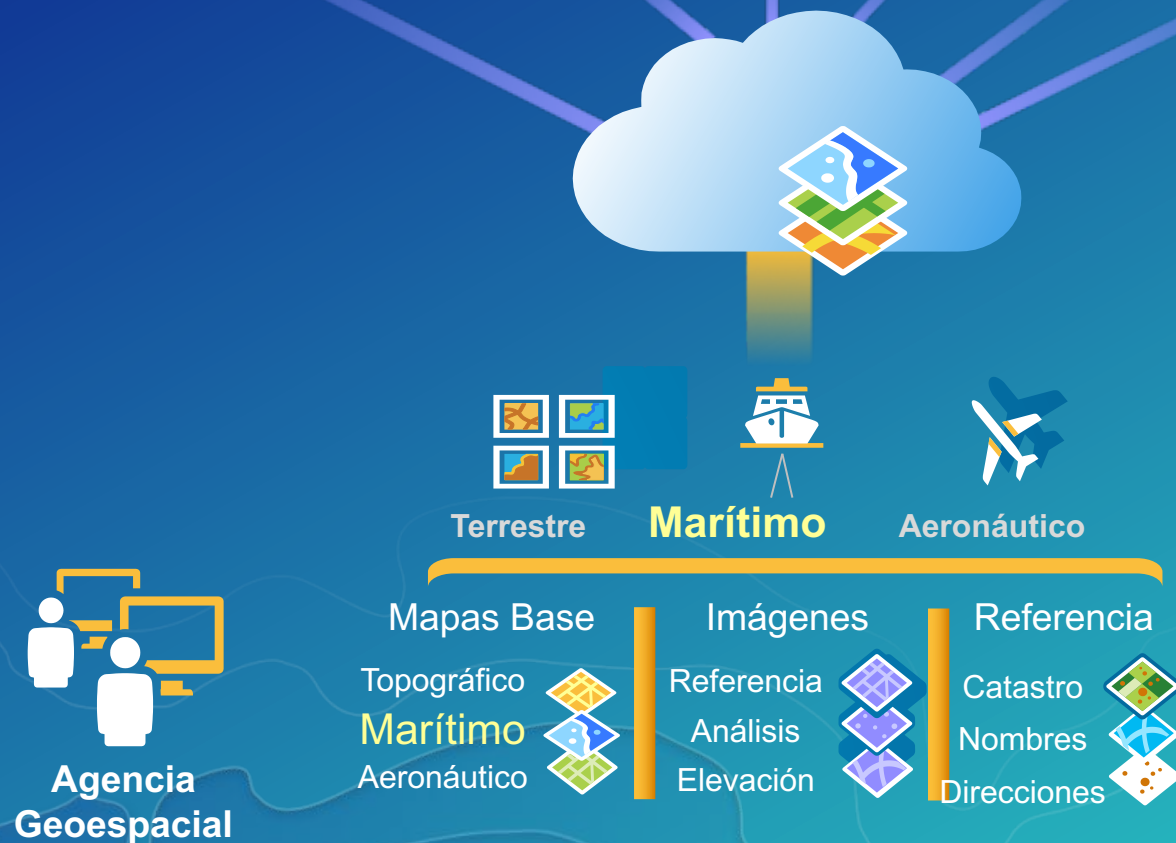 Terrestre
Marítimo
Aeronáutico
Mapas Base
Imágenes
Referencia
Topográfico
Marítimo
Aeronáutico
Referencia
Análisis
Elevación
Catastro
Nombres
Direcciones
Agencia
Geoespacial